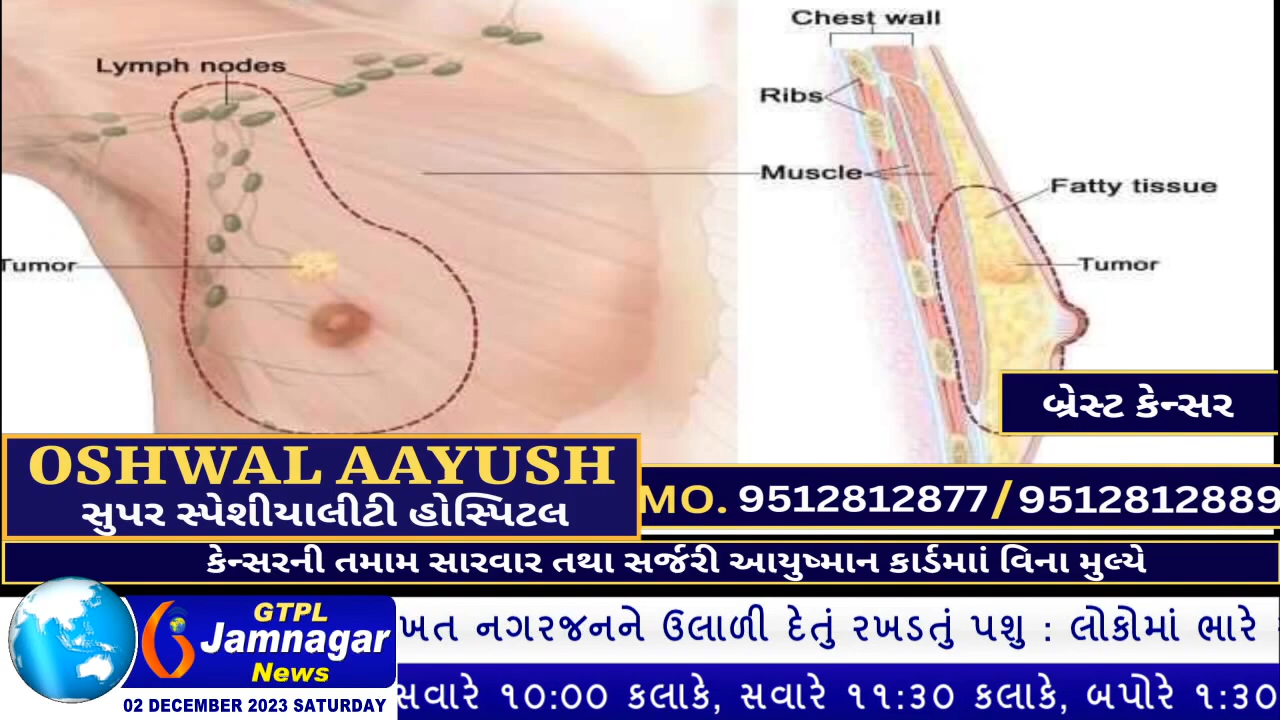 Chest wall
Lymph nodes
Ribs
Muscle
Fatty tissue
Tumor
Tumor
બ્રેસ્ટ કેન્સર
OSHWAL AAYUSH
સુપર સ્પેશીયાલીટી હોસ્પિટલ
MO. 9512812877/9512812889
કેન્સરની તમામ સારવાર તથા સર્જરી આયુષ્માન કાર્ડમાાં વિના મુલ્યે
GTPL
Jamnagar
News
ખત નગરજનને ઉલાળી દેતું રખડતું પશુ : લોકોમાં ભારે
02 DECEMBER 2023 SATURDAY
સવારે ૧૦:૦૦ કલાકે, સવારે ૧૧:૩૦ કલાકે, બપોરે ૧:૩૦